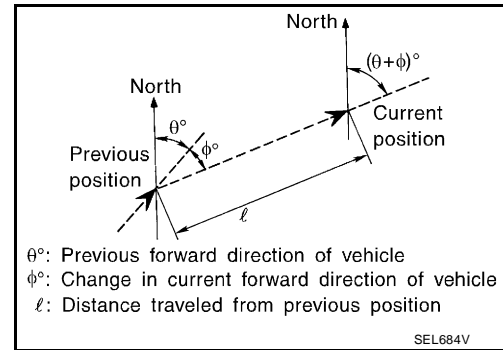 North
(θ+ϕ)°
North
θ°
ϕ°
Current
position
Previous
position
ℓ
θ°: Previous forward direction of vehicle
ϕ°: Change in current forward direction of vehicle
ℓ: Distance traveled from previous position
SEL684V